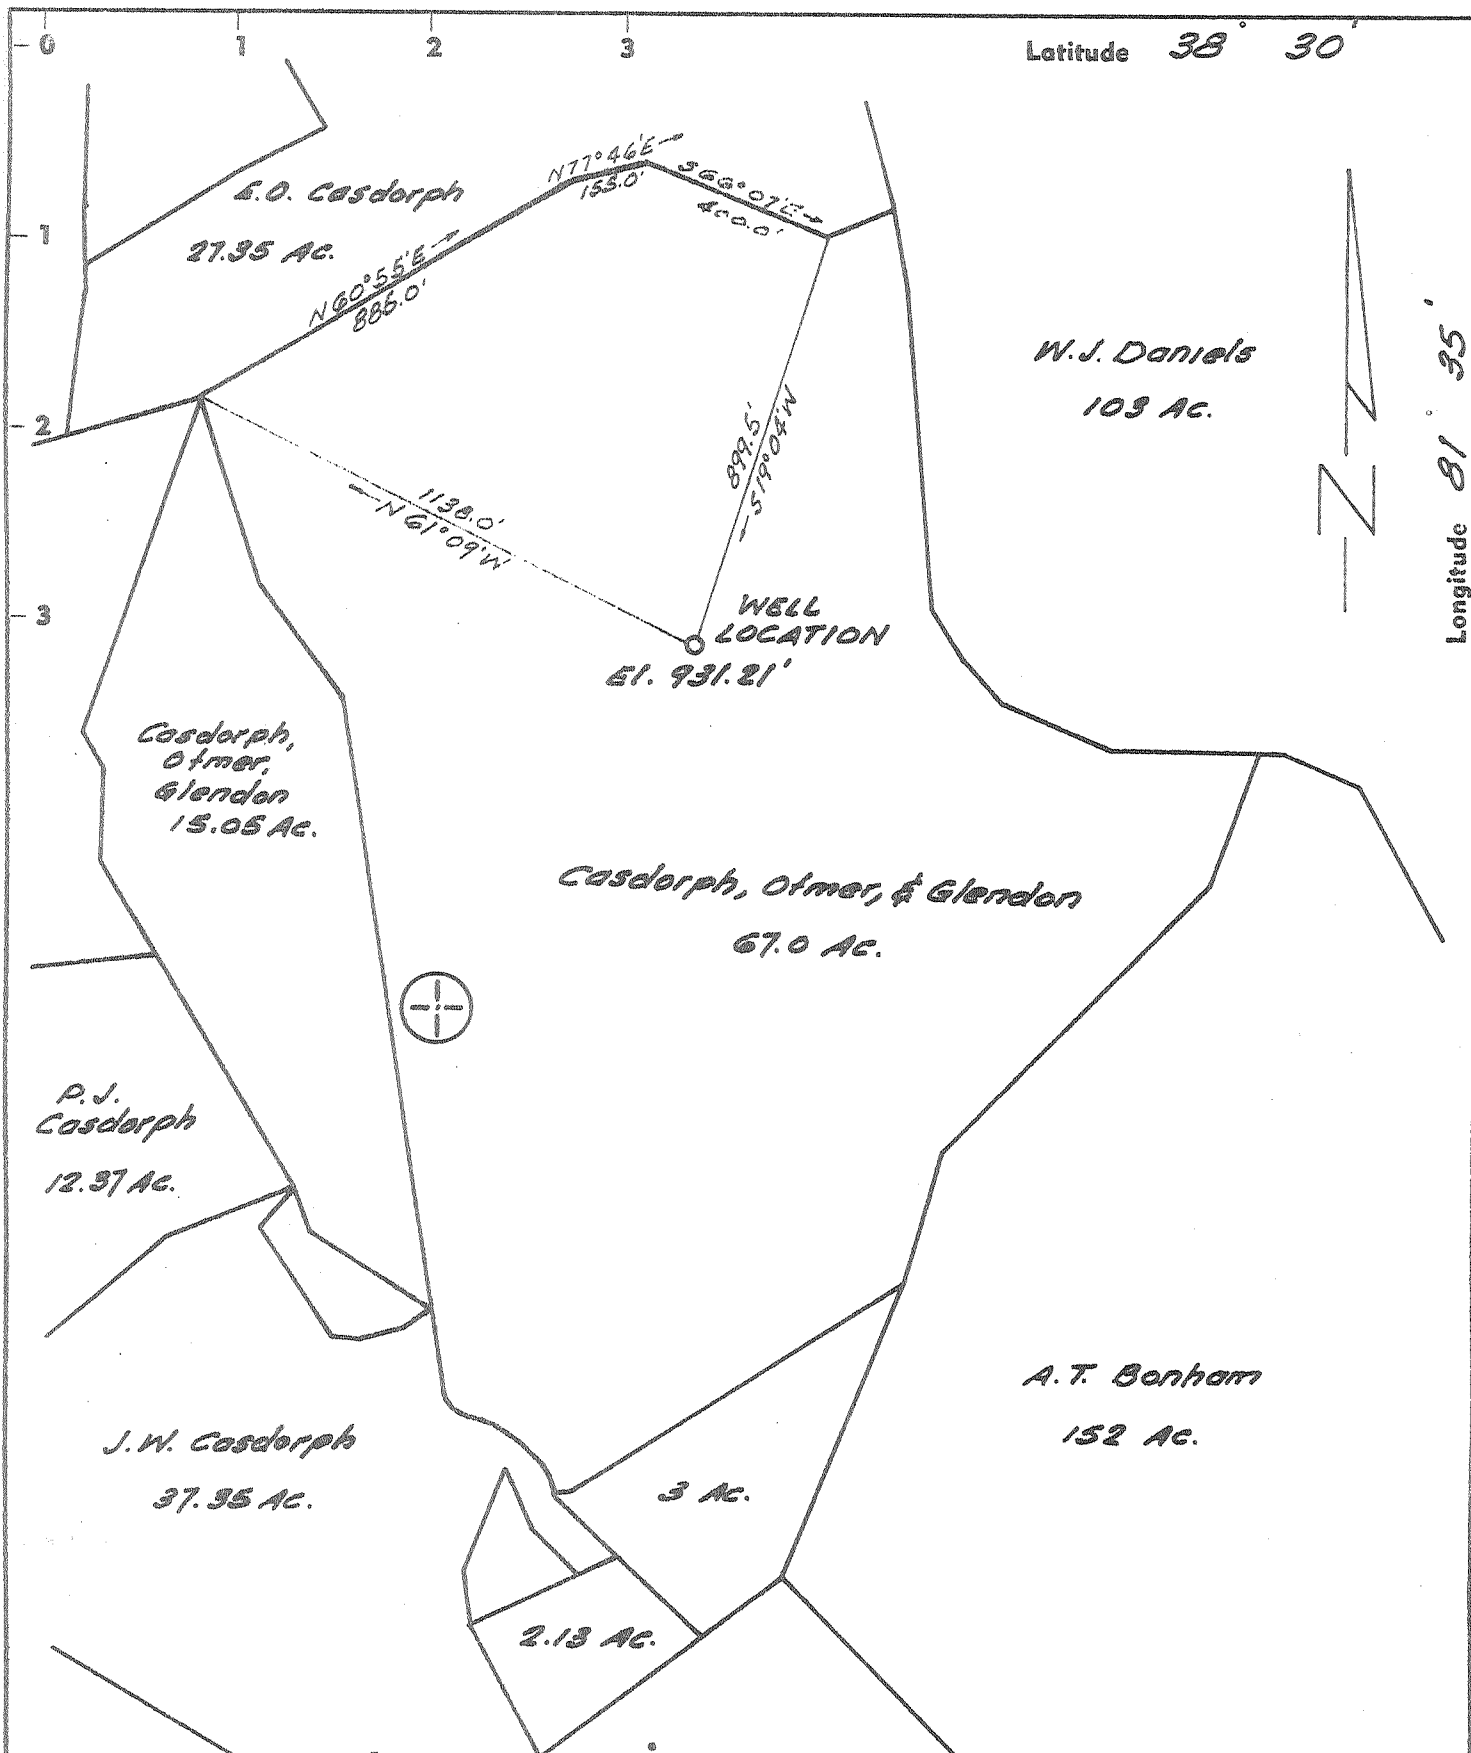 0 1 2 3
Latitude 38° 30'
E.O. Casdorph
27.35 Ac.
N77°46'E
155.0'
S66°07'E
400.0'
1
N60°55'E
886.0'
W.J. Daniels
103 Ac.
Longitude 81° 35'
2
899.5'
S19°04'W
1138.0'
N61°09'W
N
3
WELL
LOCATION
El. 931.21'
Casdorph,
Otmer,
Glendon
15.05 Ac.
Casdorph, Otmer, & Glendon
67.0 Ac.
P.J.
Casdorph
12.37 Ac.
A.T. Bonham
152 Ac.
J.W. Casdorph
37.35 Ac.
3 Ac.
2.13 Ac.